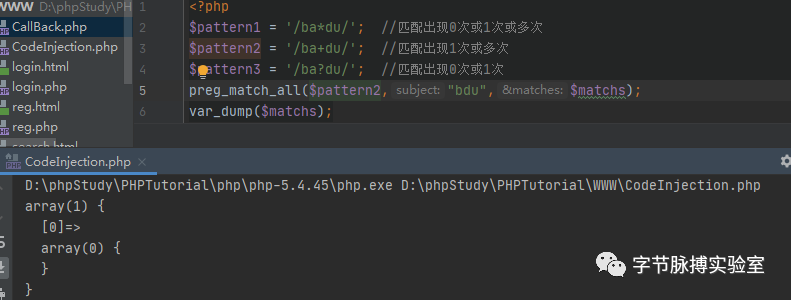 WWW D:\phpStudy\PH
CallBack.php
CodeInjection.php
login.html
login.php
reg.html
reg.php
search.html
1 <?php
2 $pattern1 = '/ba*du/'; //匹配出现0次或1次或多次
3 $pattern2 = '/ba+du/'; //匹配出现1次或多次
4 $pattern3 = '/ba?du/'; //匹配出现0次或1次
5 preg_match_all($pattern2, subject: "bdu", &matches: $matchs);
6 var_dump($matchs);
CodeInjection.php ×
D:\phpStudy\PHPTutorial\php\php-5.4.45\php.exe D:\phpStudy\PHPTutorial\WWW\CodeInjection.php
array(1) {
[0]=>
array(0) {
}
}
字节脉搏实验室